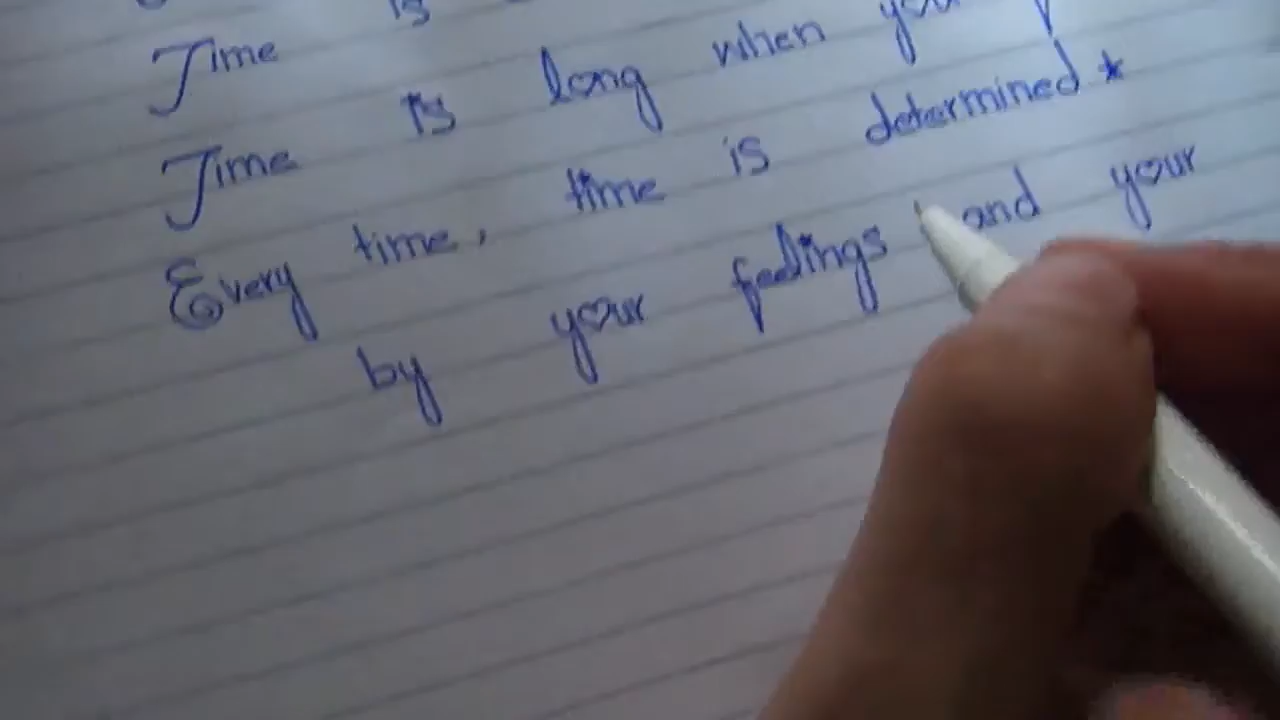 Time is
Time is long when you
Every time, time is determined *
by your feelings and your